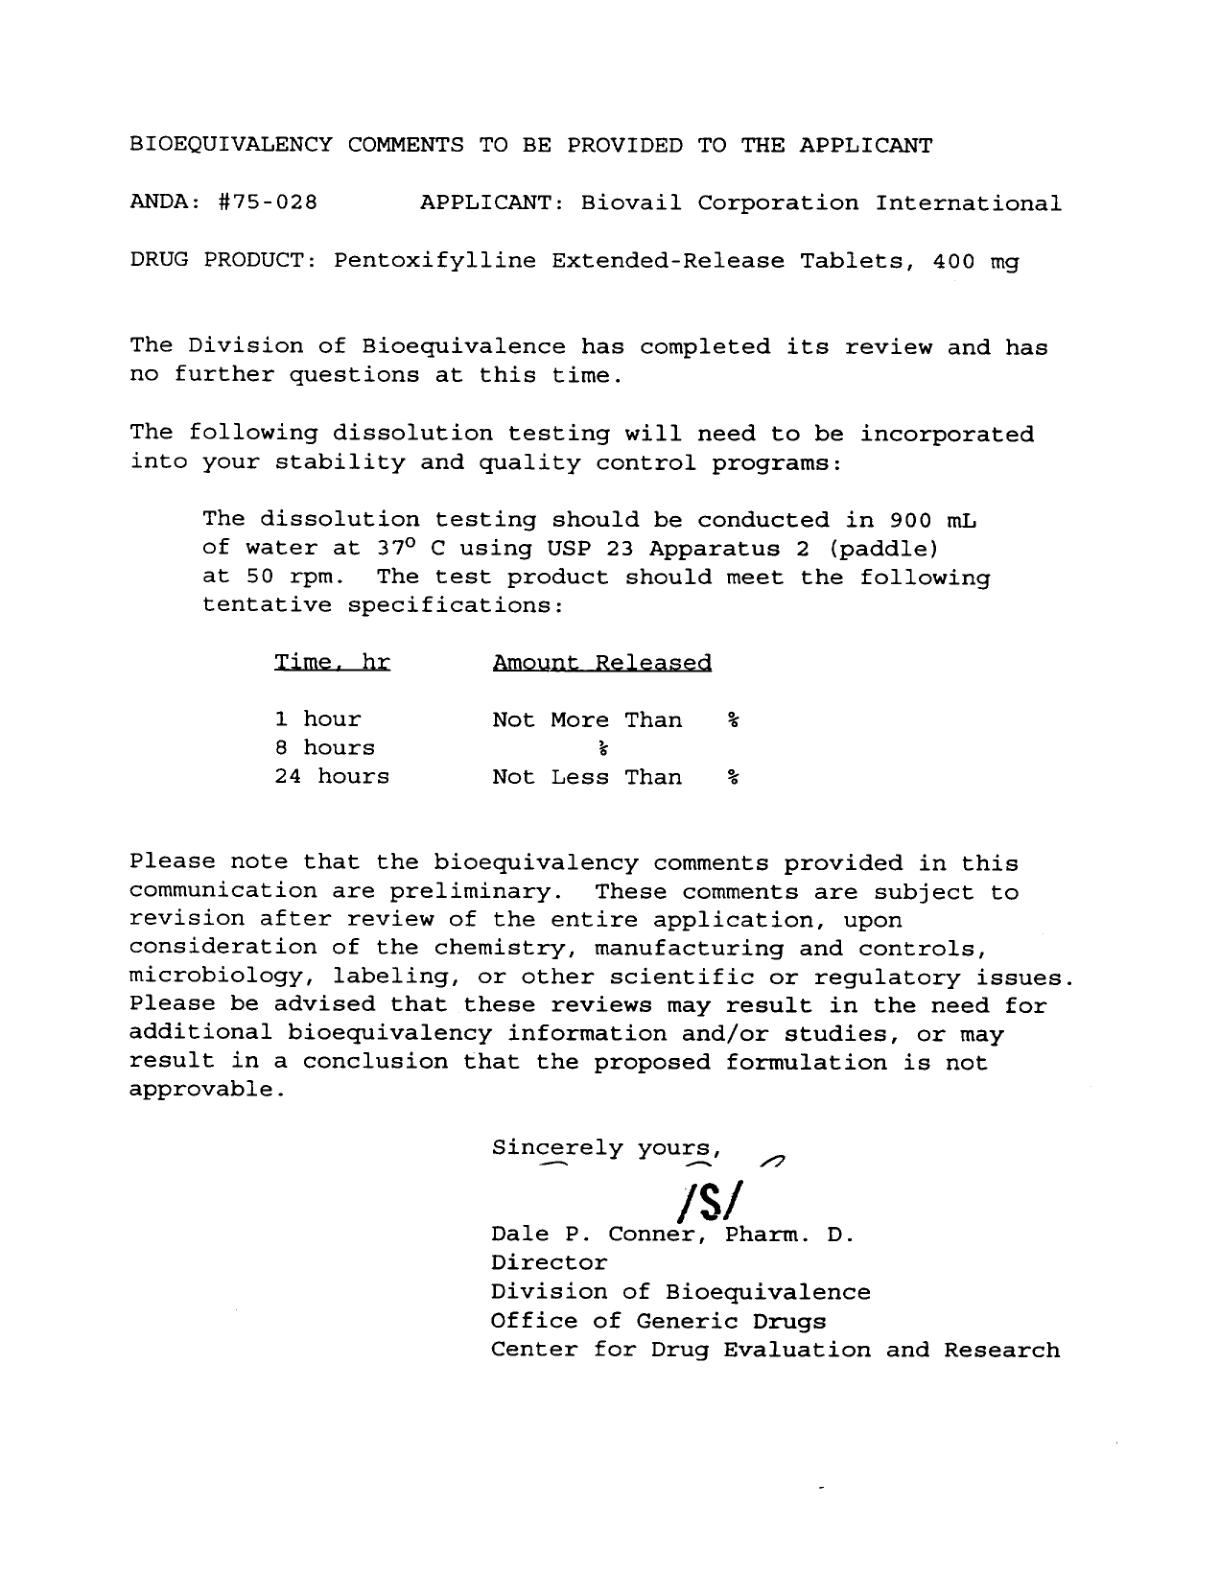 BIOEQUIVALENCY COMMENTS TO BE PROVIDED TO THE APPLICANT
ANDA: #75-028 APPLICANT: Biovail Corporation International
DRUG PRODUCT: Pentoxifylline Extended-Release Tablets, 400 mg
The Division of Bioequivalence has completed its review and has
no further questions at this time.
The following dissolution testing will need to be incorporated
into your stability and quality control programs:
The dissolution testing should be conducted in 900 mL
of water at 37⁰ C using USP 23 Apparatus 2 (paddle)
at 50 rpm. The test product should meet the following
tentative specifications:
Time, hr Amount Released
1 hour Not More Than %
8 hours %
24 hours Not Less Than %
Please note that the bioequivalency comments provided in this
communication are preliminary. These comments are subject to
revision after review of the entire application, upon
consideration of the chemistry, manufacturing and controls,
microbiology, labeling, or other scientific or regulatory issues.
Please be advised that these reviews may result in the need for
additional bioequivalency information and/or studies, or may
result in a conclusion that the proposed formulation is not
approvable.
Sincerely yours,
/S/
Dale P. Conner, Pharm. D.
Director
Division of Bioequivalence
Office of Generic Drugs
Center for Drug Evaluation and Research